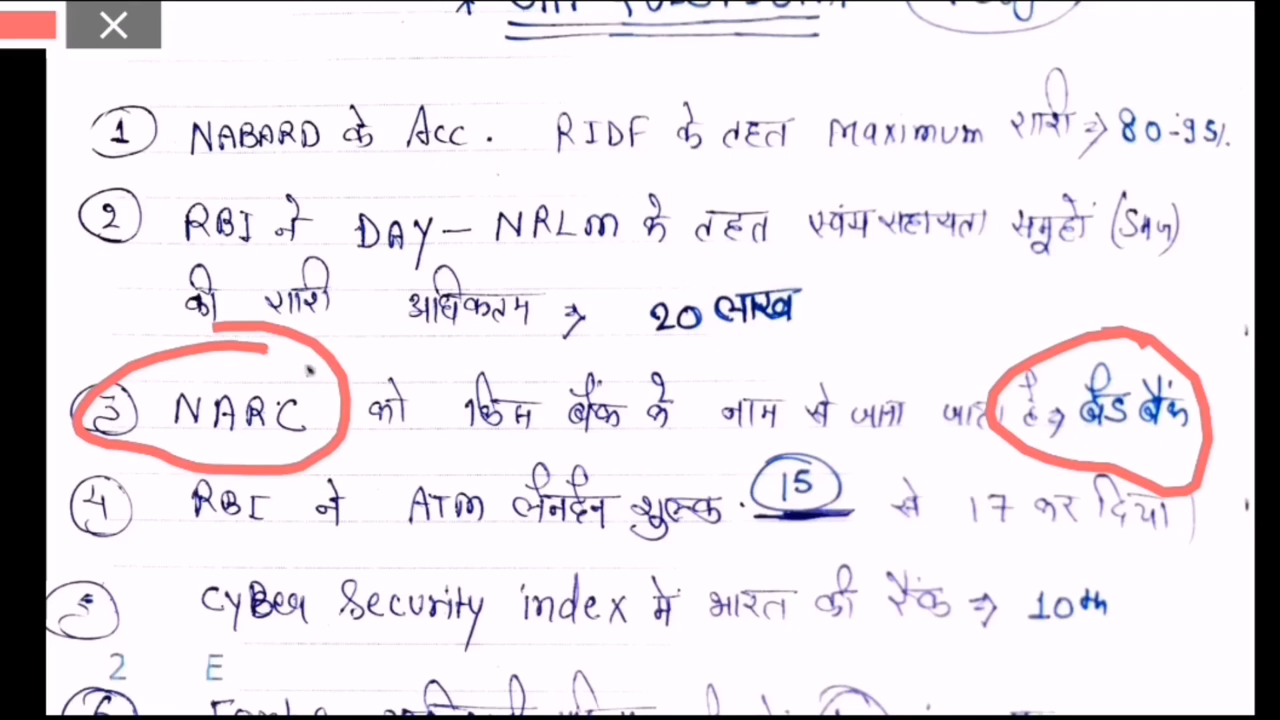 1 NABARD के Acc. RIDF के तहत Maximum राशी ⇒ 80-95%.
2 RBI ने DAY - NRLM के तहत स्वंय सहायता समूहों (SHG)
की राशी अधिकतम ⇒ 20 लाख
3 NARC को किस बैंक के नाम से जाना जाता है ⇒ बैड बैंक
4 RBI ने ATM लेनदेन शुल्क. 15 से 17 कर दिया
5 Cyber Security index मे भारत की रैंक ⇒ 10th
2 E
6